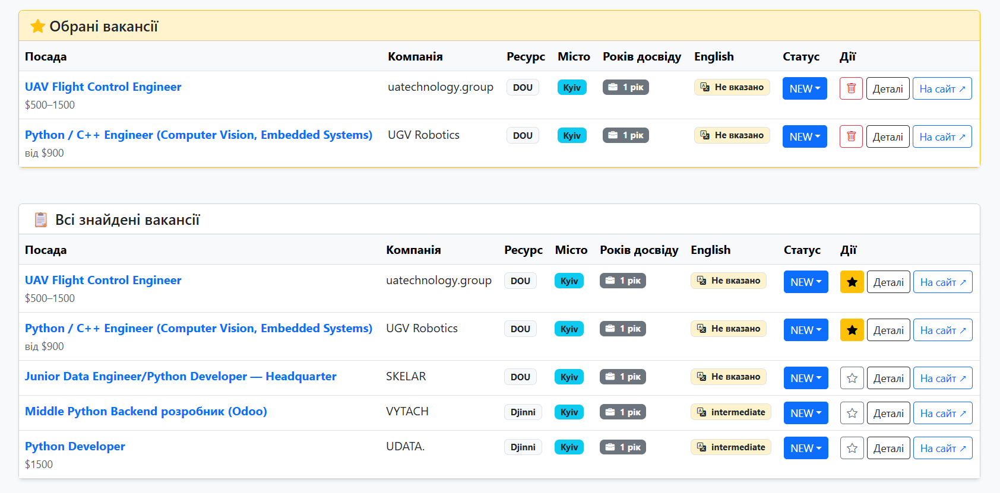 Обрані вакансії
Посада Компанія Ресурс Місто Років досвіду English Статус Дії
UAV Flight Control Engineer uatechnology.group DOU Kyiv 1 рік Не вказано NEW Деталі На сайт ↗
$500–1500
Python / C++ Engineer (Computer Vision, Embedded Systems) UGV Robotics DOU Kyiv 1 рік Не вказано NEW Деталі На сайт ↗
від $900
Всі знайдені вакансії
Посада Компанія Ресурс Місто Років досвіду English Статус Дії
UAV Flight Control Engineer uatechnology.group DOU Kyiv 1 рік Не вказано NEW Деталі На сайт ↗
$500–1500
Python / C++ Engineer (Computer Vision, Embedded Systems) UGV Robotics DOU Kyiv 1 рік Не вказано NEW Деталі На сайт ↗
від $900
Junior Data Engineer/Python Developer — Headquarter SKELAR DOU Kyiv 1 рік Не вказано NEW Деталі На сайт ↗
Middle Python Backend розробник (Odoo) VYTACH Djinni Kyiv 1 рік intermediate NEW Деталі На сайт ↗
Python Developer UDATA. Djinni Kyiv 1 рік intermediate NEW Деталі На сайт ↗
$1500